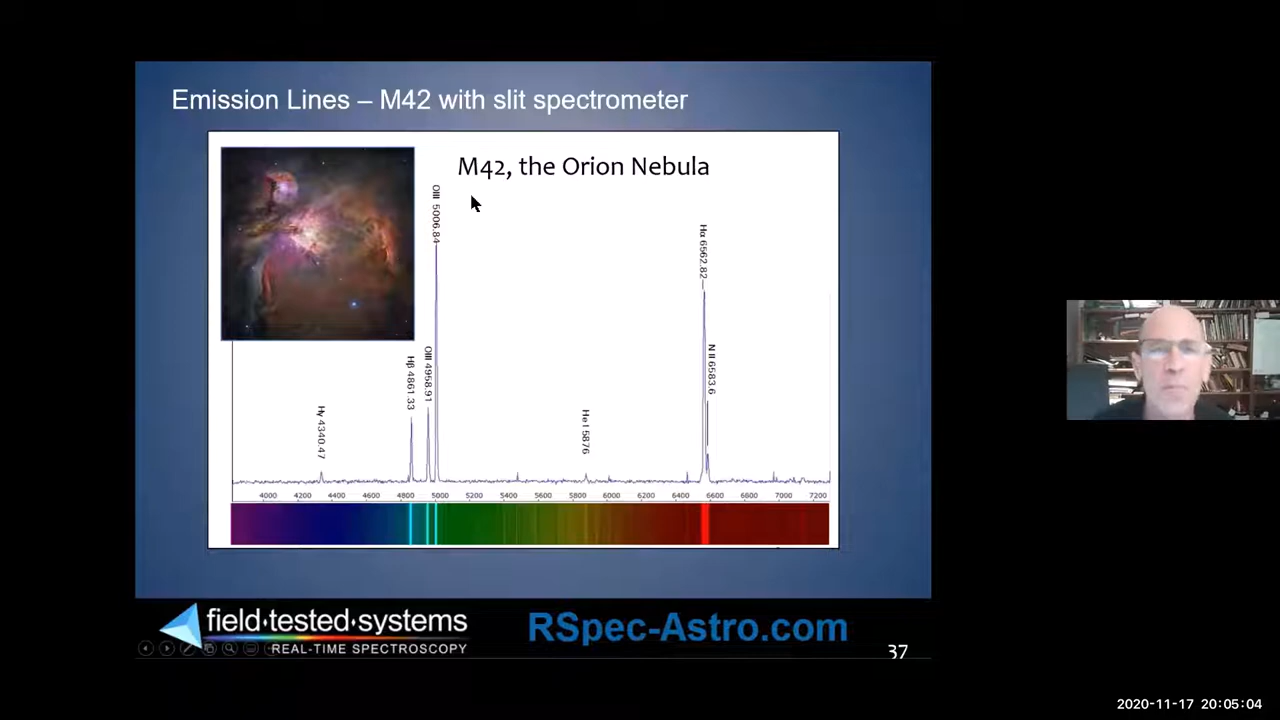 Emission Lines – M42 with slit spectrometer
M42, the Orion Nebula
OIII 5006.84
Hα 6562.82
Hβ 4861.33
OIII 4958.91
N II 6583.6
Hγ 4340.47
He I 5876
4000 4200 4400 4600 4800 5000 5200 5400 5600 5800 6000 6200 6400 6600 6800 7000 7200
field·tested·systems
REAL-TIME SPECTROSCOPY
RSpec-Astro.com
37
2020-11-17 20:05:04